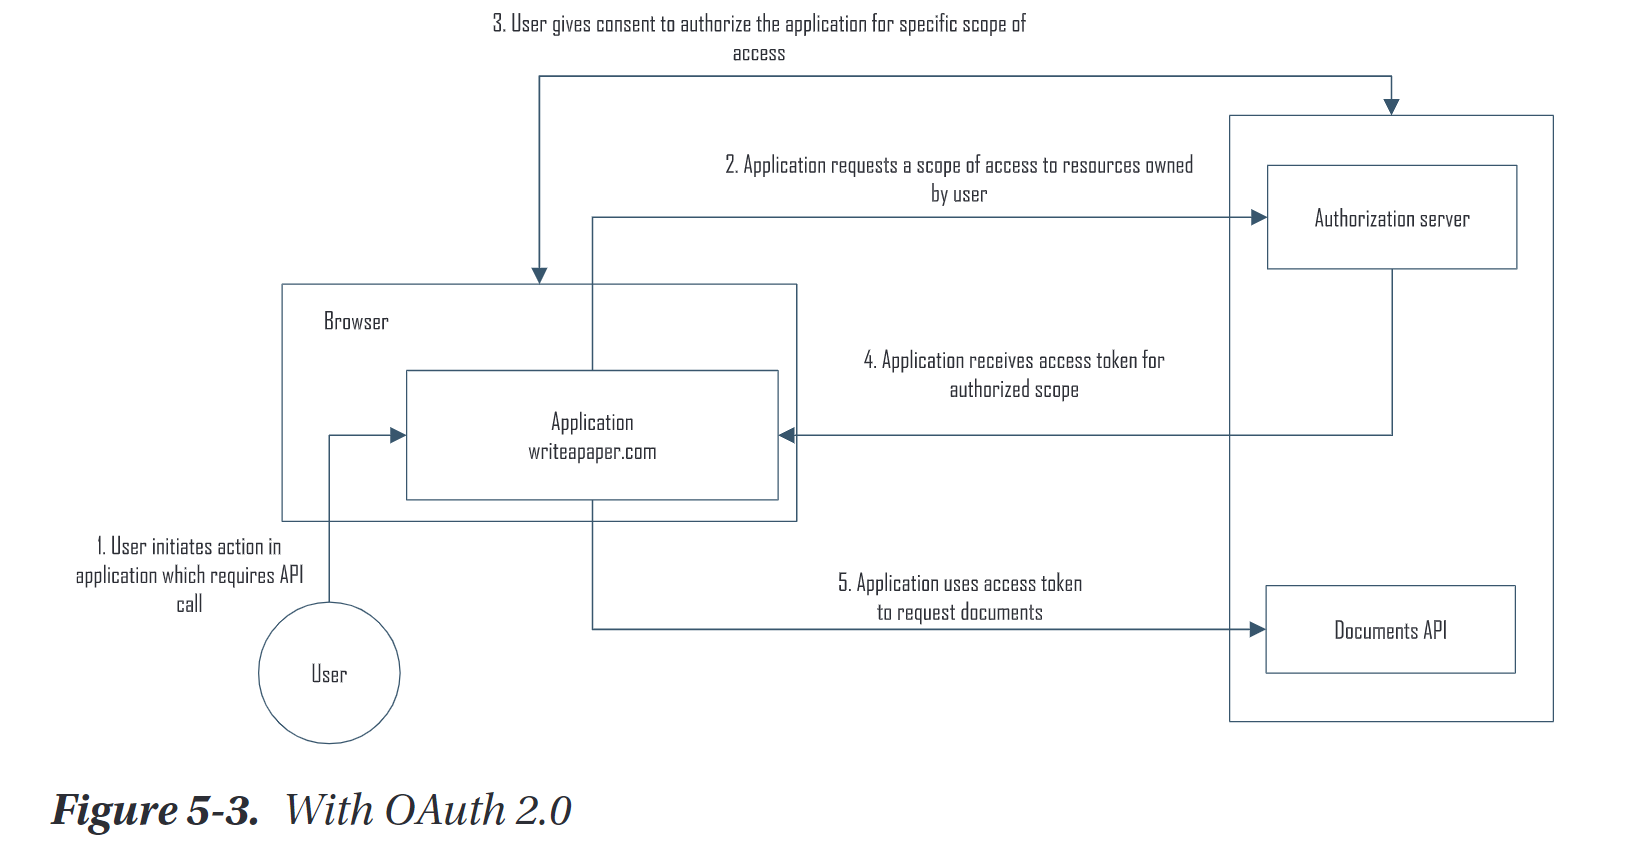 3. User gives consent to authorize the application for specific scope of
access
2. Application requests a scope of access to resources owned
by user
Authorization server
Browser
4. Application receives access token for
authorized scope
Application
writeapaper.com
1. User initiates action in
application which requires API
call
5. Application uses access token
to request documents
Documents API
User
Figure 5-3. With OAuth 2.0